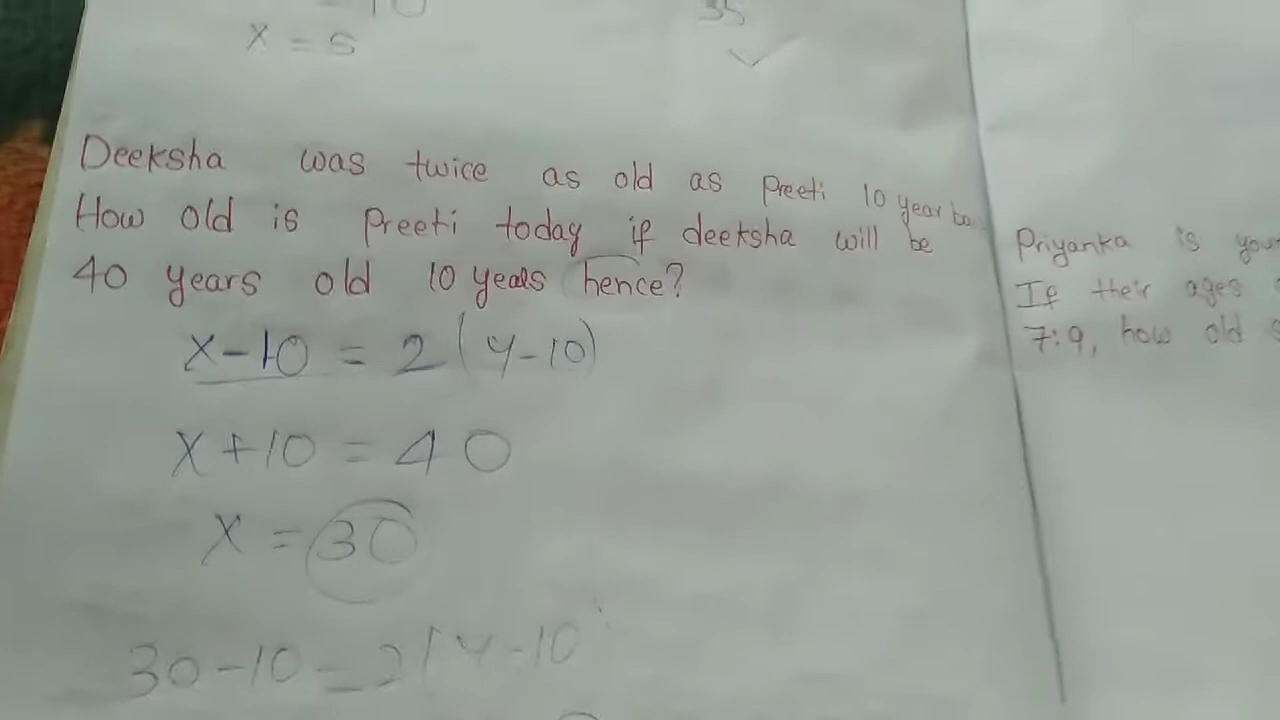 x = 5
35
Deeksha was twice as old as Preeti 10 year
How old is Preeti today if deeksha will be
40 years old 10 years hence?
x-10 = 2(y-10)
x+10 = 40
x = 30
30-10 = 2(y-10
Priyanka is
If their ages
7:9, how old